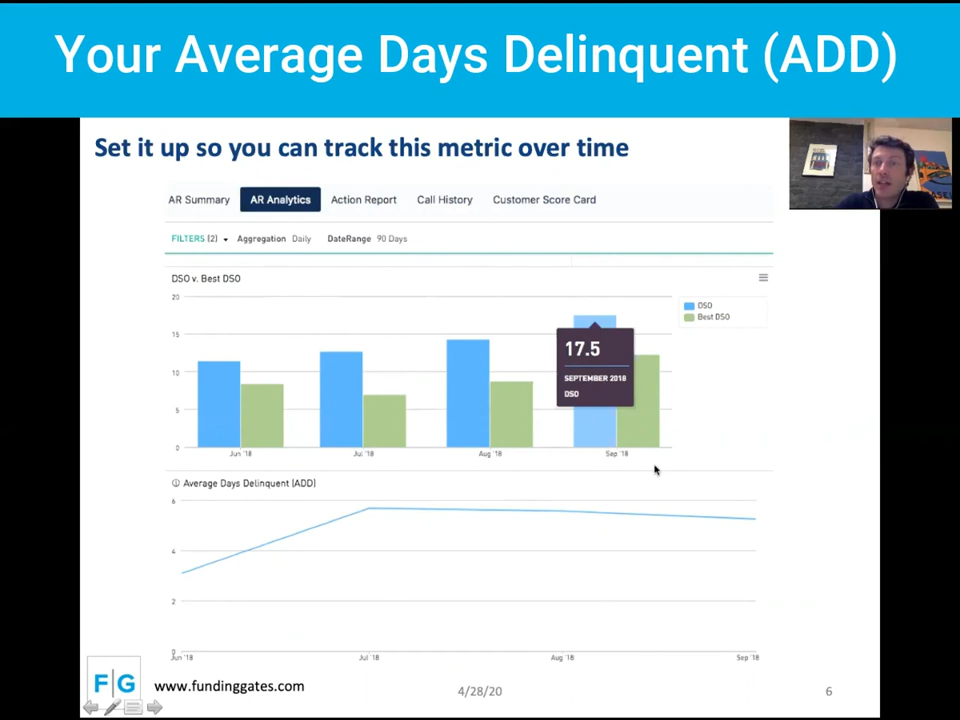 Your Average Days Delinquent (ADD)
Set it up so you can track this metric over time
AR Summary AR Analytics Action Report Call History Customer Score Card
FILTERS (2) Aggregation Daily DateRange 90 Days
DSO v. Best DSO
20
15
10
5
0
DSO
Best DSO
17.5
SEPTEMBER 2018
DSO
Jun '18 Jul '18 Aug '18 Sep '18
Average Days Delinquent (ADD)
6
4
2
0
Jun '18 Jul '18 Aug '18 Sep '18
F|G
www.fundinggates.com 4/28/20 6